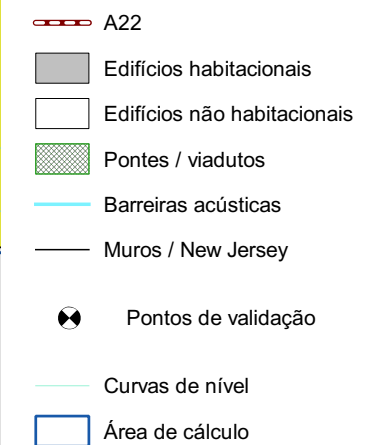 A22
Edifícios habitacionais
Edifícios não habitacionais
Pontes / viadutos
Barreiras acústicas
Muros / New Jersey
Pontos de validação
Curvas de nível
Área de cálculo